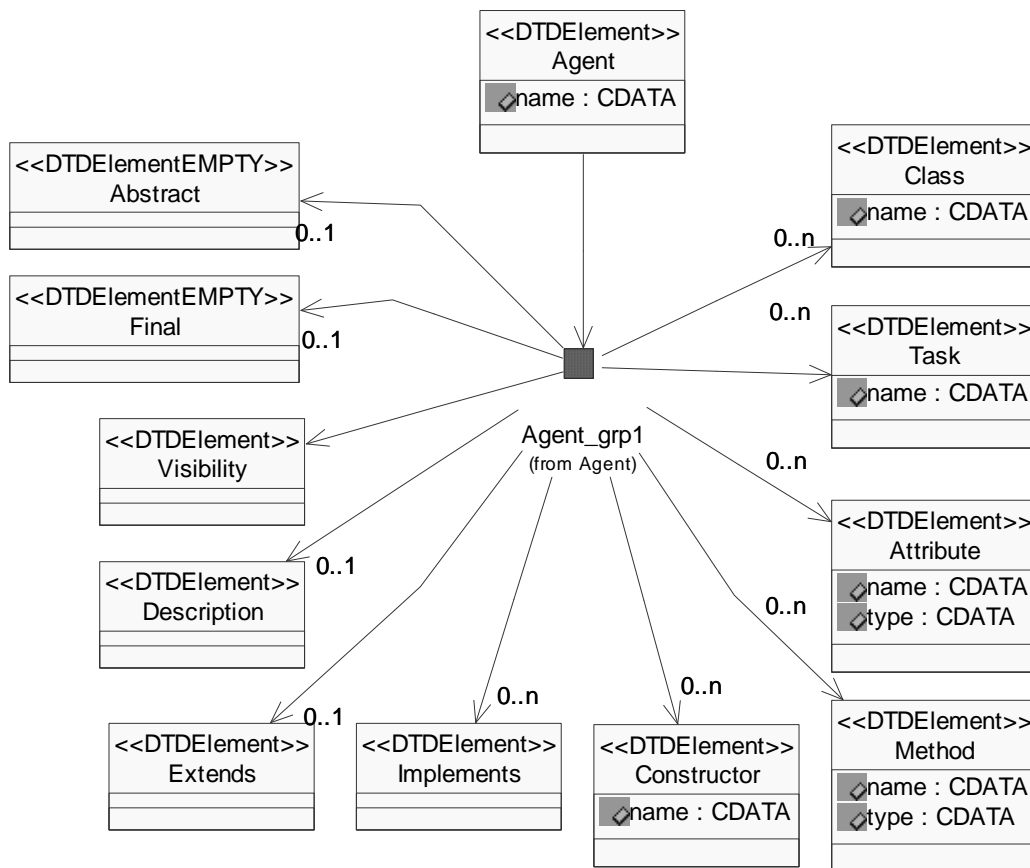 <<DTDElement>>
Agent
name : CDATA
<<DTDElementEMPTY>>
Abstract
0..1
<<DTDElement>>
Class
name : CDATA
0..n
<<DTDElementEMPTY>>
Final
0..1
<<DTDElement>>
Task
name : CDATA
0..n
<<DTDElement>>
Visibility
Agent_grp1
(from Agent)
0..n
<<DTDElement>>
Attribute
name : CDATA
type : CDATA
0..1
<<DTDElement>>
Description
0..n
0..1
<<DTDElement>>
Extends
0..n
<<DTDElement>>
Implements
0..n
<<DTDElement>>
Constructor
name : CDATA
<<DTDElement>>
Method
name : CDATA
type : CDATA